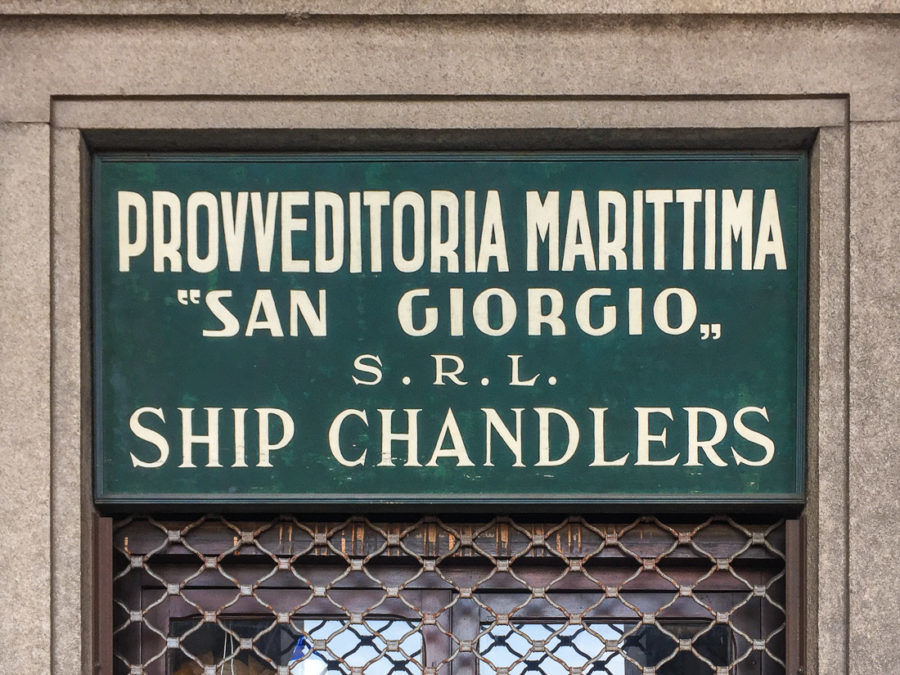 PROVVEDITORIA MARITTIMA
“SAN GIORGIO„
S.R.L.
SHIP CHANDLERS